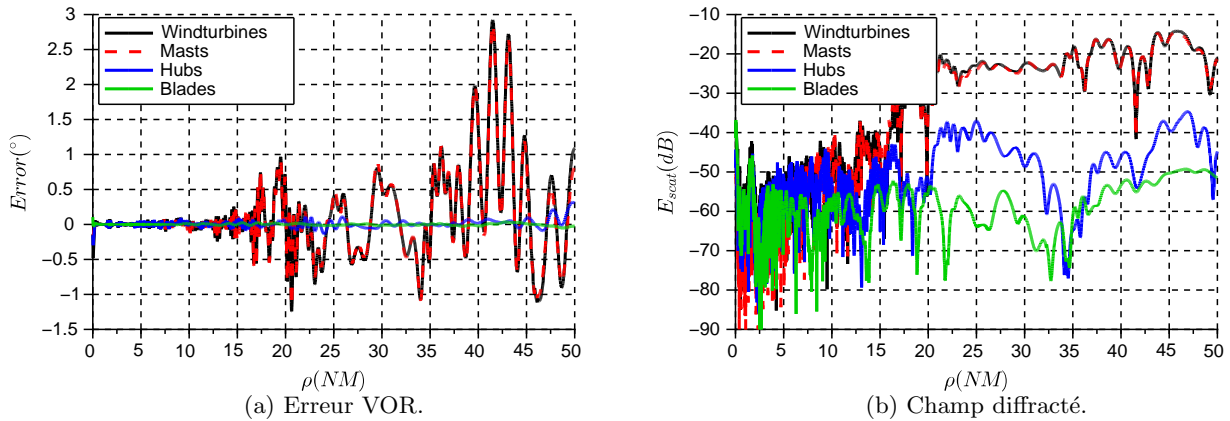 3
2.5
2
1.5
1
0.5
0
−0.5
−1
−1.5
Error(°)
Windturbines
Masts
Hubs
Blades
0 5 10 15 20 25 30 35 40 45 50
ρ(NM)
(a) Erreur VOR.
−10
−20
−30
−40
−50
−60
−70
−80
−90
E_scat(dB)
Windturbines
Masts
Hubs
Blades
0 5 10 15 20 25 30 35 40 45 50
ρ(NM)
(b) Champ diffracté.